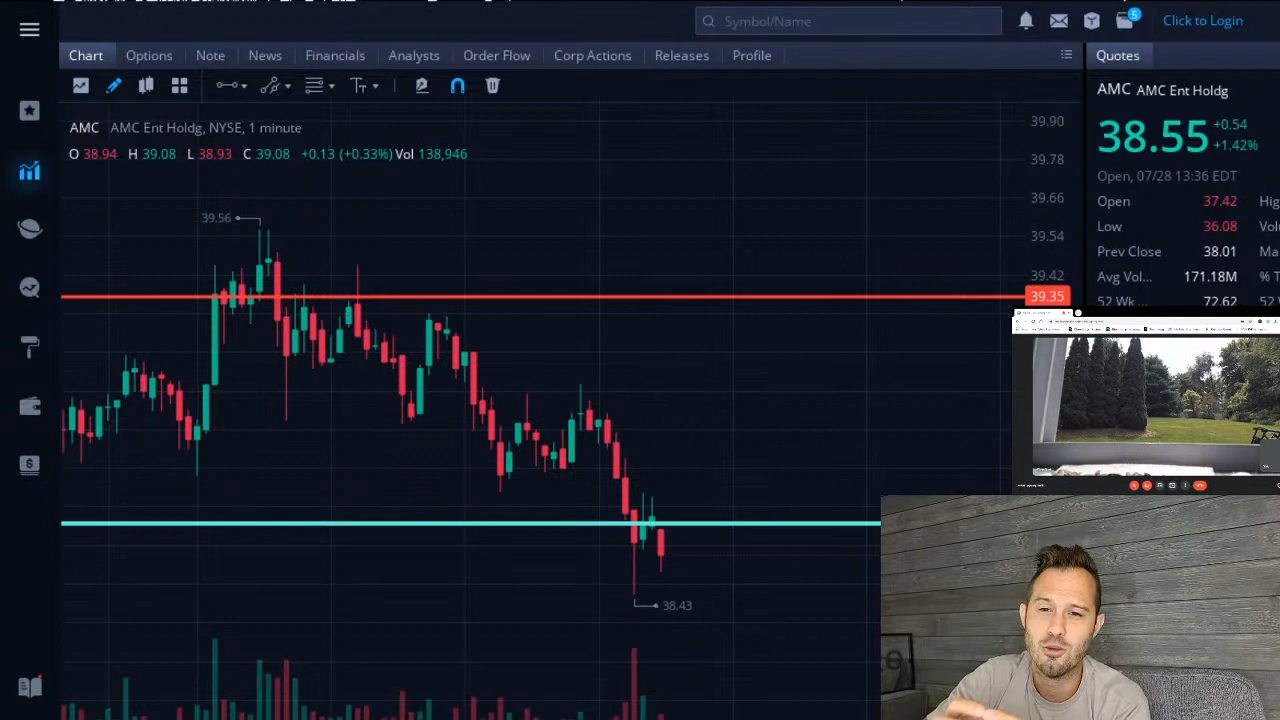 Symbol/Name
5
Click to Login
Chart Options Note News Financials Analysts Order Flow Corp Actions Releases Profile
Quotes
AMC AMC Ent Holdg
38.55 +0.54
+1.42%
Open, 07/28 13:36 EDT
Open 37.42 Hig
Low 36.08 Vol
Prev Close 38.01 Ma
Avg Vol... 171.18M % T
52 Wk 72.62
T
AMC AMC Ent Holdg, NYSE, 1 minute
O 38.94 H 39.08 L 38.93 C 39.08 +0.13 (+0.33%) Vol 138,946
39.90
39.78
39.66
39.54
39.42
39.35
39.56
38.43